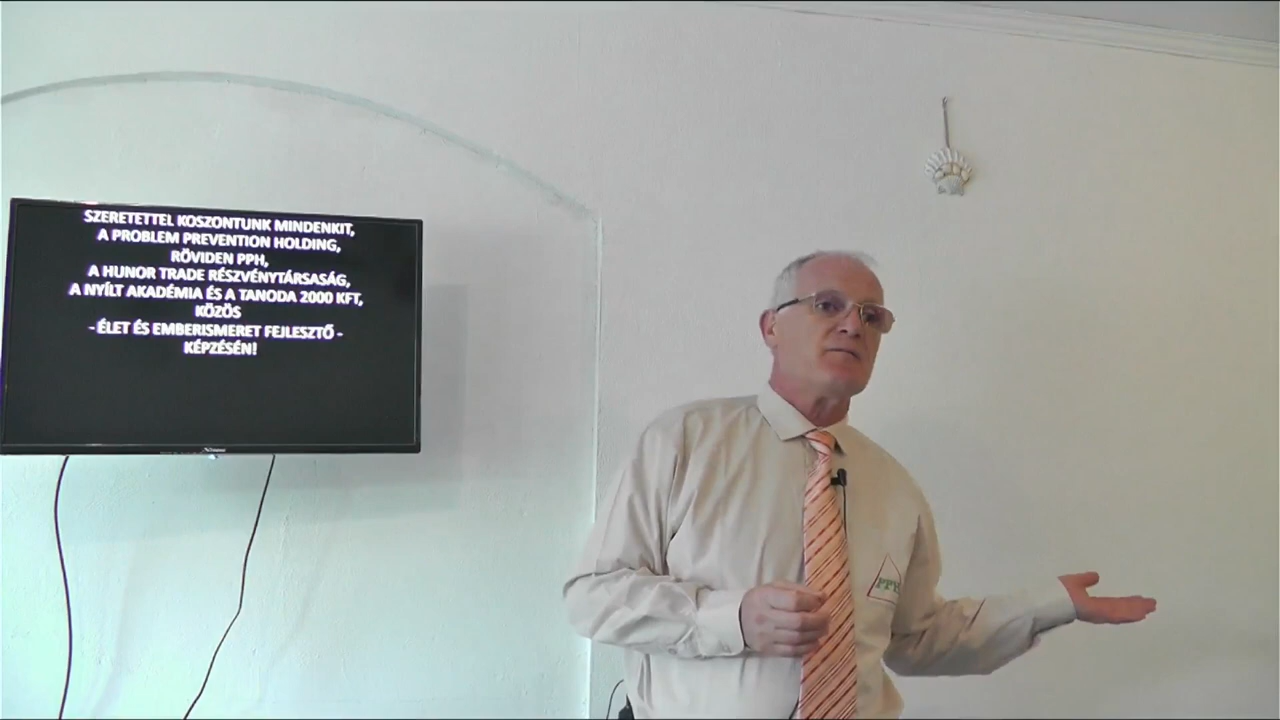 SZERETETTEL KOSZONTUNK MINDENKIT,
A PROBLEM PREVENTION HOLDING,
RÖVIDEN PPH,
A HUNOR TRADE RÉSZVÉNYTÁRSASÁG,
A NYÍLT AKADÉMIA ÉS A TANODA 2000 KFT,
KÖZÖS
- ÉLET ÉS EMBERISMERET FEJLESZTŐ -
KÉPZÉSÉN!
PPH